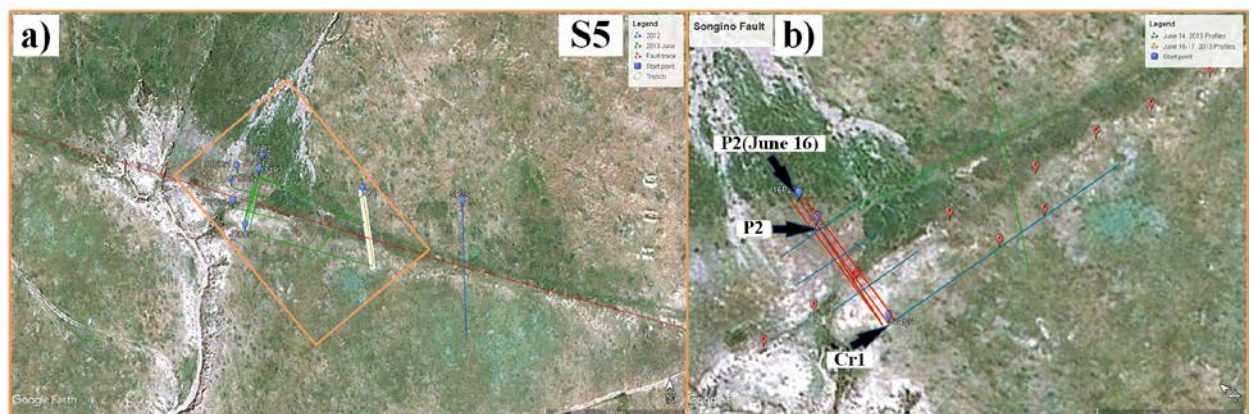 a)
S5
Legend
2012
2013 June
Fault trace
Start point
Trench
Google Earth
Songino Fault
b)
Legend
June 14, 2013 Profiles
June 16-17, 2013 Profiles
Start point
P2(June 16)
16P2
P2
Cr1
Google Earth